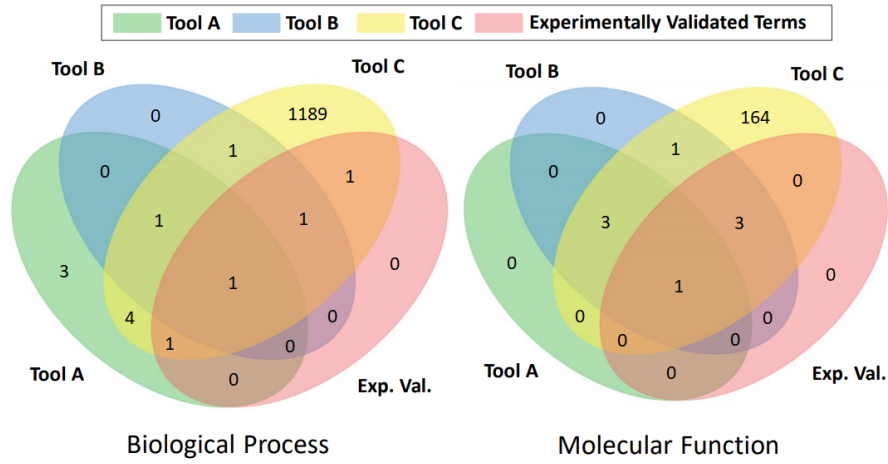 Tool A Tool B Tool C Experimentally Validated Terms
Tool B Tool C
0 1189
1
0 1
1 1
3 0
1
4 0
1 0
Tool A 0 Exp. Val.
Biological Process
Tool B Tool C
0 164
1
0 0
3 3
0 0
1
0 0
0 0
Tool A 0 Exp. Val.
Molecular Function